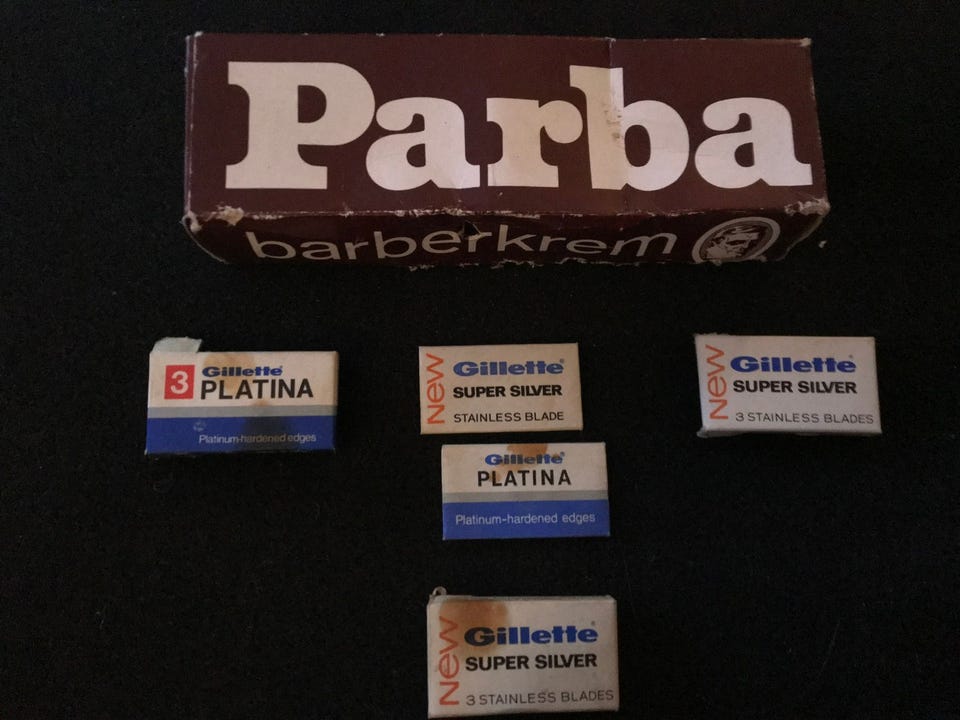 Parba
barberkrem
3 Gillette®
PLATINA
Platinum-hardened edges
NEW
Gillette®
SUPER SILVER
STAINLESS BLADE
NEW
Gillette®
SUPER SILVER
3 STAINLESS BLADES
Gillette®
PLATINA
Platinum-hardened edges
NEW
Gillette®
SUPER SILVER
3 STAINLESS BLADES